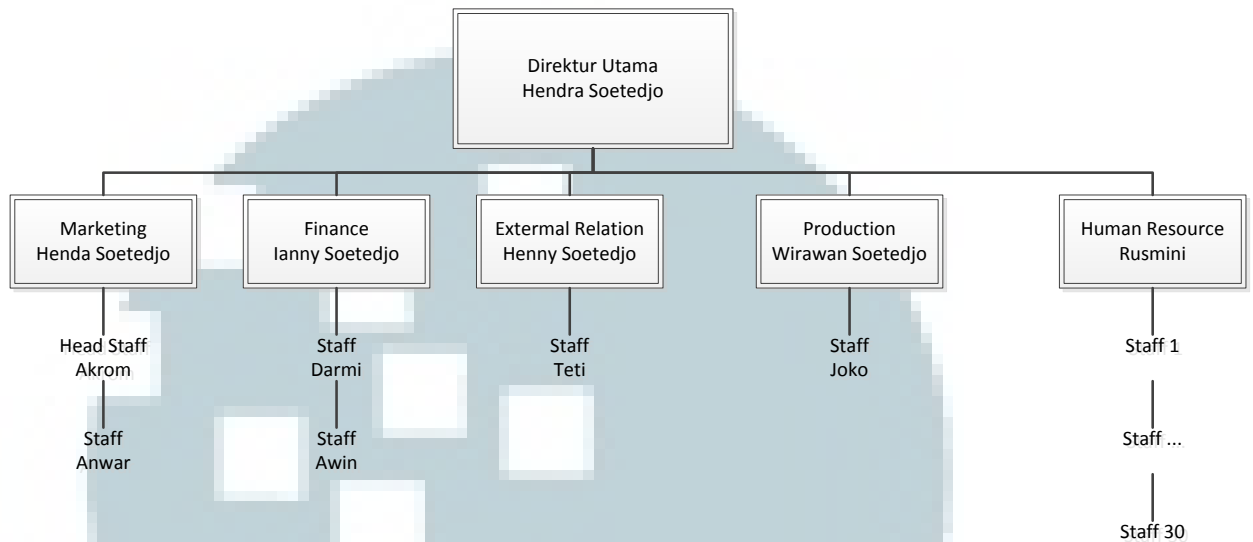 Direktur Utama
Hendra Soetedjo
Marketing
Henda Soetedjo
Finance
Ianny Soetedjo
Extermal Relation
Henny Soetedjo
Production
Wirawan Soetedjo
Human Resource
Rusmini
Head Staff
Akrom
Staff
Darmi
Staff
Teti
Staff
Joko
Staff 1
Staff
Anwar
Staff
Awin
Staff ...
Staff 30